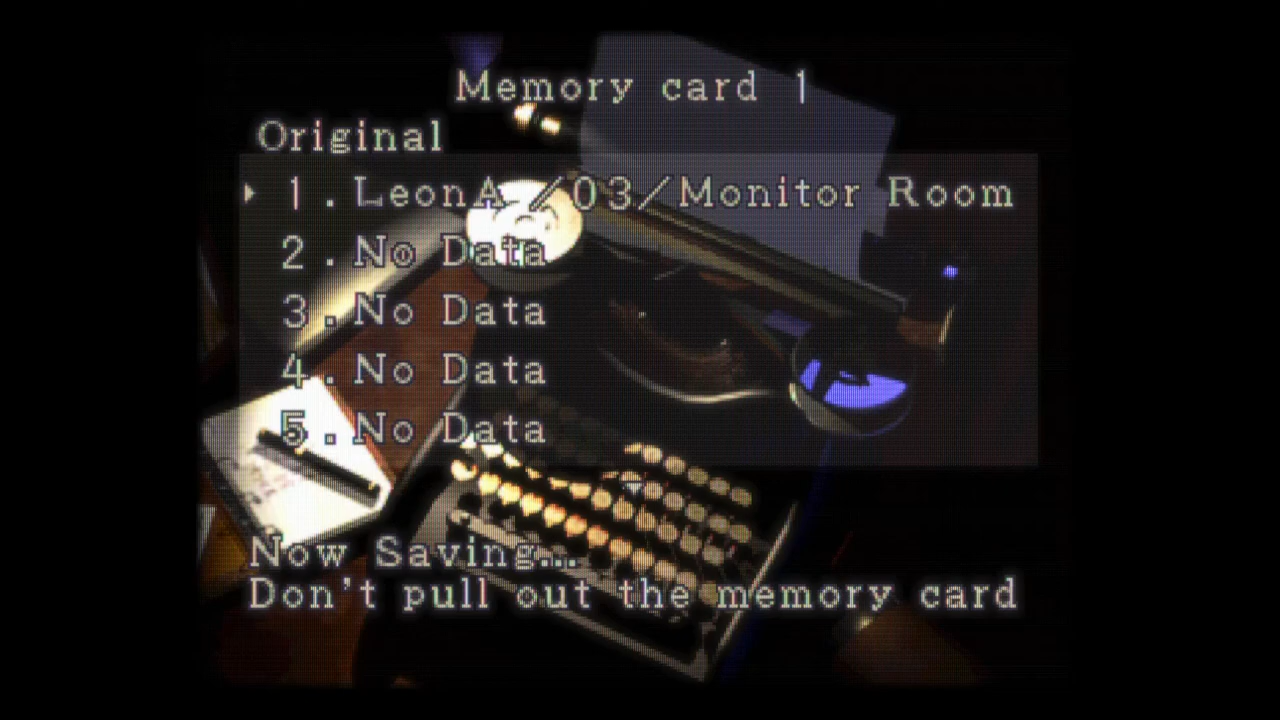 Memory card 1
Original
1. LeonA /03/Monitor Room
2. No Data
3. No Data
4. No Data
5. No Data
Now Saving...
Don't pull out the memory card